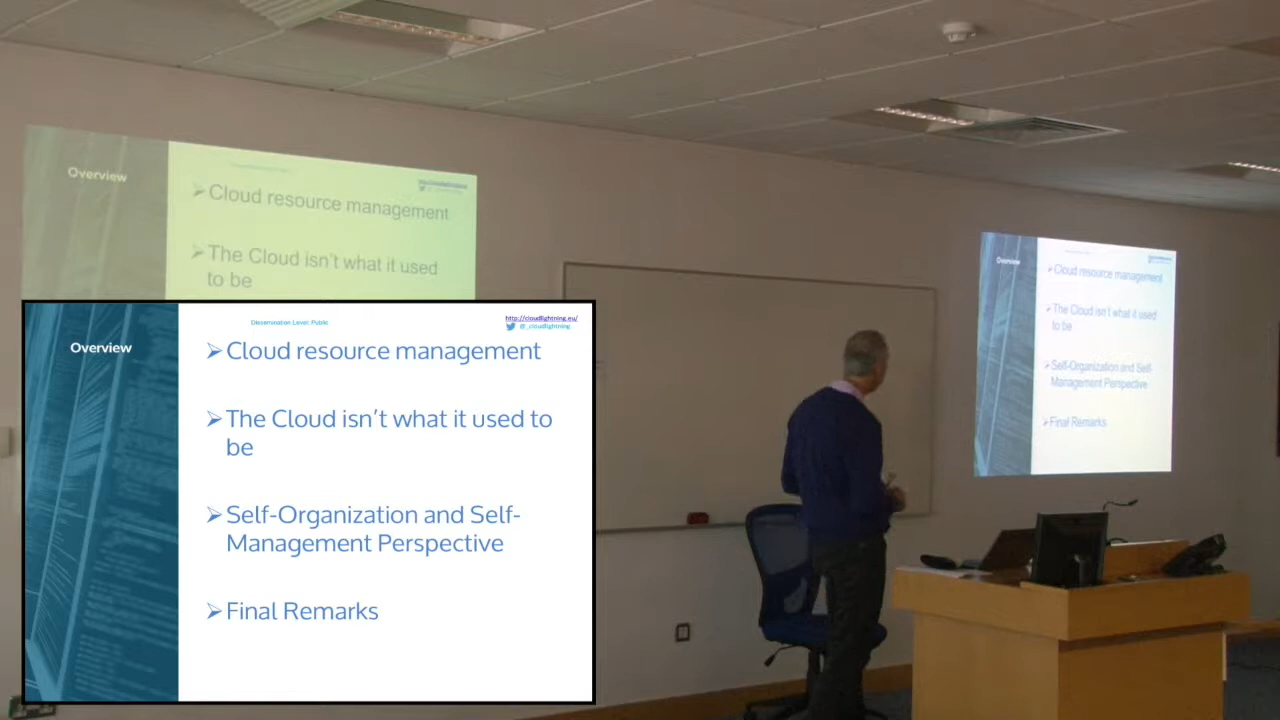 Overview
Cloud resource management
The Cloud isn't what it used
to be
Dissemination Level: Public
http://cloudlightning.eu/
@_cloudlightning
Overview
Cloud resource management
The Cloud isn't what it used to
be
Self-Organization and Self-
Management Perspective
Final Remarks
Overview
Cloud resource management
The Cloud isn't what it used
to be
Self-Organization and Self-
Management Perspective
Final Remarks